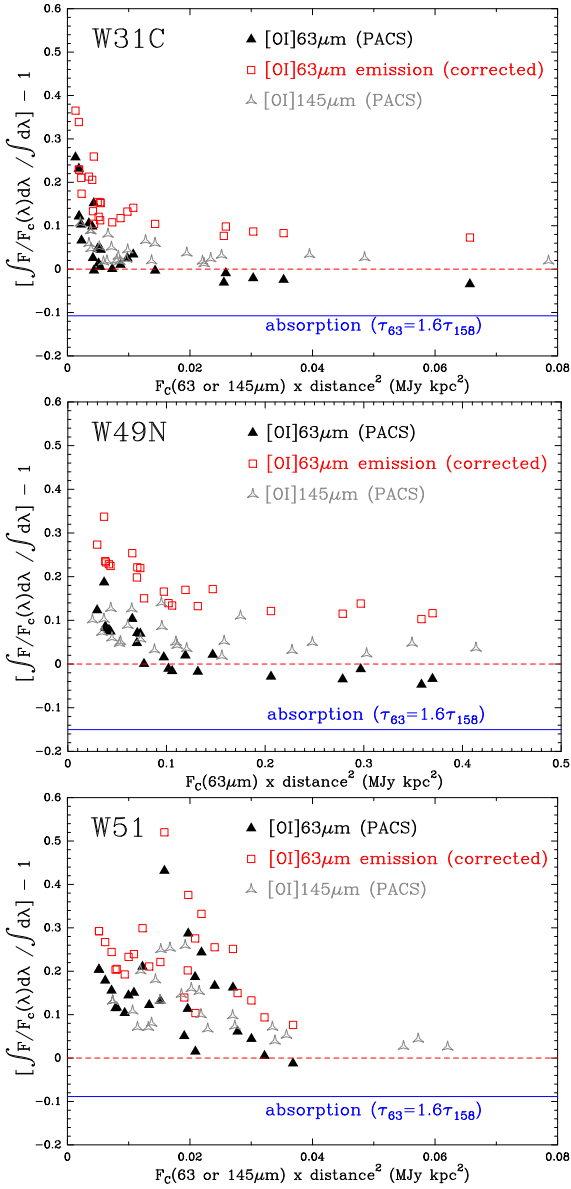 W31C
[OI]63μm (PACS)
[OI]63μm emission (corrected)
[OI]145μm (PACS)
0.6
0.5
0.4
0.3
0.2
0.1
0
−0.1
−0.2
[∫F/F_c(λ)dλ /∫dλ] − 1
absorption (τ₆₃=1.6τ₁₅₈)
0
0.02
0.04
0.06
0.08
F_C(63 or 145μm) x distance² (MJy kpc²)
W49N
[OI]63μm (PACS)
[OI]63μm emission (corrected)
[OI]145μm (PACS)
0.6
0.5
0.4
0.3
0.2
0.1
0
−0.1
−0.2
[∫F/F_c(λ)dλ /∫dλ] − 1
absorption (τ₆₃=1.6τ₁₅₈)
0
0.1
0.2
0.3
0.4
0.5
F_C(63μm) x distance² (MJy kpc²)
W51
[OI]63μm (PACS)
[OI]63μm emission (corrected)
[OI]145μm (PACS)
0.6
0.5
0.4
0.3
0.2
0.1
0
−0.1
−0.2
[∫F/F_c(λ)dλ /∫dλ] − 1
absorption (τ₆₃=1.6τ₁₅₈)
0
0.02
0.04
0.06
0.08
F_C(63 or 145μm) x distance² (MJy kpc²)